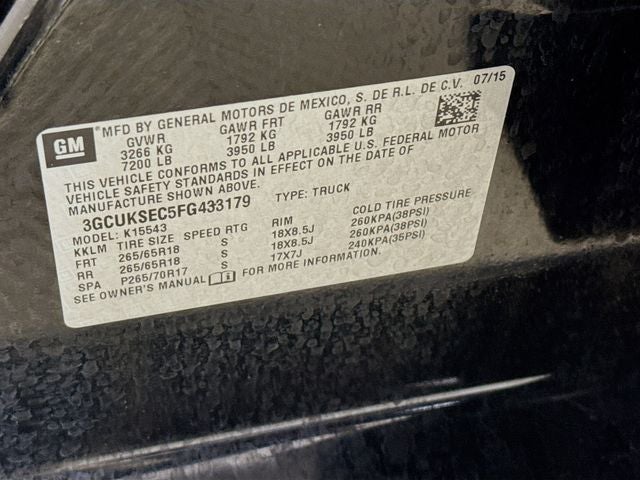 GM
MFD BY GENERAL MOTORS DE MEXICO, S. DE R.L. DE C.V. 07/15
GVWR GAWR FRT GAWR RR
3266 KG 1792 KG 1792 KG
7200 LB 3950 LB 3950 LB
THIS VEHICLE CONFORMS TO ALL APPLICABLE U.S. FEDERAL MOTOR
VEHICLE SAFETY STANDARDS IN EFFECT ON THE DATE OF
MANUFACTURE SHOWN ABOVE.
3GCUKSEC5FG433179 TYPE: TRUCK
MODEL: K15543
KKLM TIRE SIZE SPEED RTG RIM COLD TIRE PRESSURE
FRT 265/65R18 S 18X8.5J 260KPA(38PSI)
RR 265/65R18 S 18X8.5J 260KPA(38PSI)
SPA P265/70R17 S 17X7J 240KPA(35PSI)
SEE OWNER'S MANUAL FOR MORE INFORMATION.